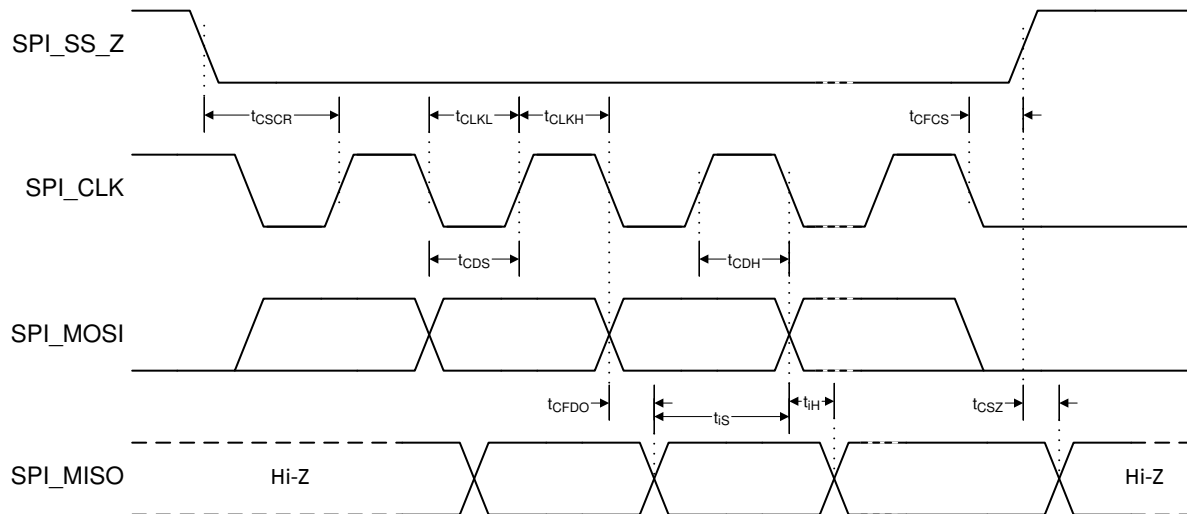 SPI_SS_Z
tCSCR
tCLKL
tCLKH
tCFCS
SPI_CLK
tCDS
tCDH
SPI_MOSI
tCFDO
tiS
tiH
tCSZ
SPI_MISO
Hi-Z
Hi-Z